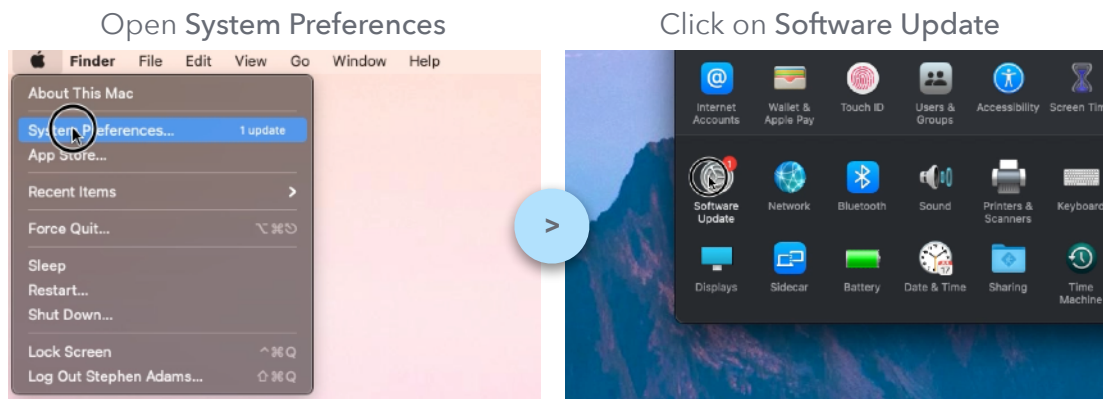 Open System Preferences
Click on Software Update
Finder File Edit View Go Window Help
About This Mac
System Preferences... 1 update
App Store...
Recent Items >
Force Quit... ⌥⌘⎋
Sleep
Restart...
Shut Down...
Lock Screen ^⌘Q
Log Out Stephen Adams... ⇧⌘Q
>
Internet Accounts
Wallet & Apple Pay
Touch ID
Users & Groups
Accessibility
Screen Tim
1
Software Update
Network
Bluetooth
Sound
Printers & Scanners
Keyboard
Displays
Sidecar
Battery
17
Date & Time
Sharing
Time Machine